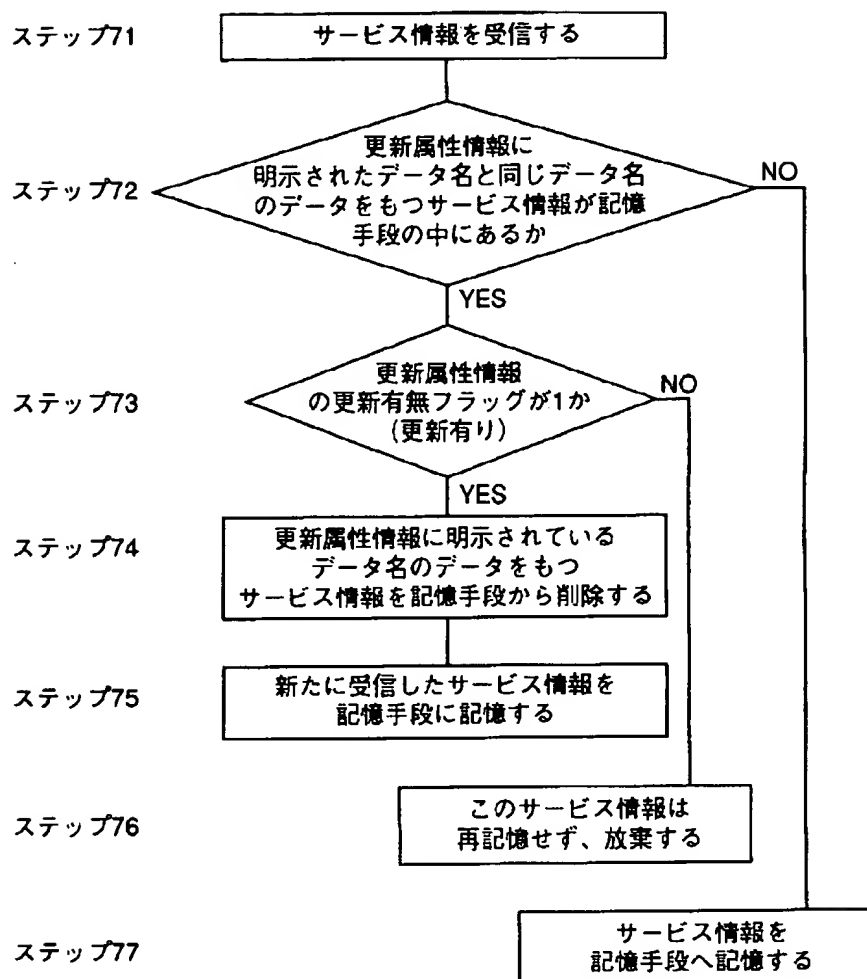 ステップ71
サービス情報を受信する
ステップ72
更新属性情報に
明示されたデータ名と同じデータ名
のデータをもつサービス情報が記憶
手段の中にあるか
NO
YES
ステップ73
更新属性情報
の更新有無フラッグが1か
(更新有り)
NO
YES
ステップ74
更新属性情報に明示されている
データ名のデータをもつ
サービス情報を記憶手段から削除する
ステップ75
新たに受信したサービス情報を
記憶手段に記憶する
ステップ76
このサービス情報は
再記憶せず、放棄する
ステップ77
サービス情報を
記憶手段へ記憶する